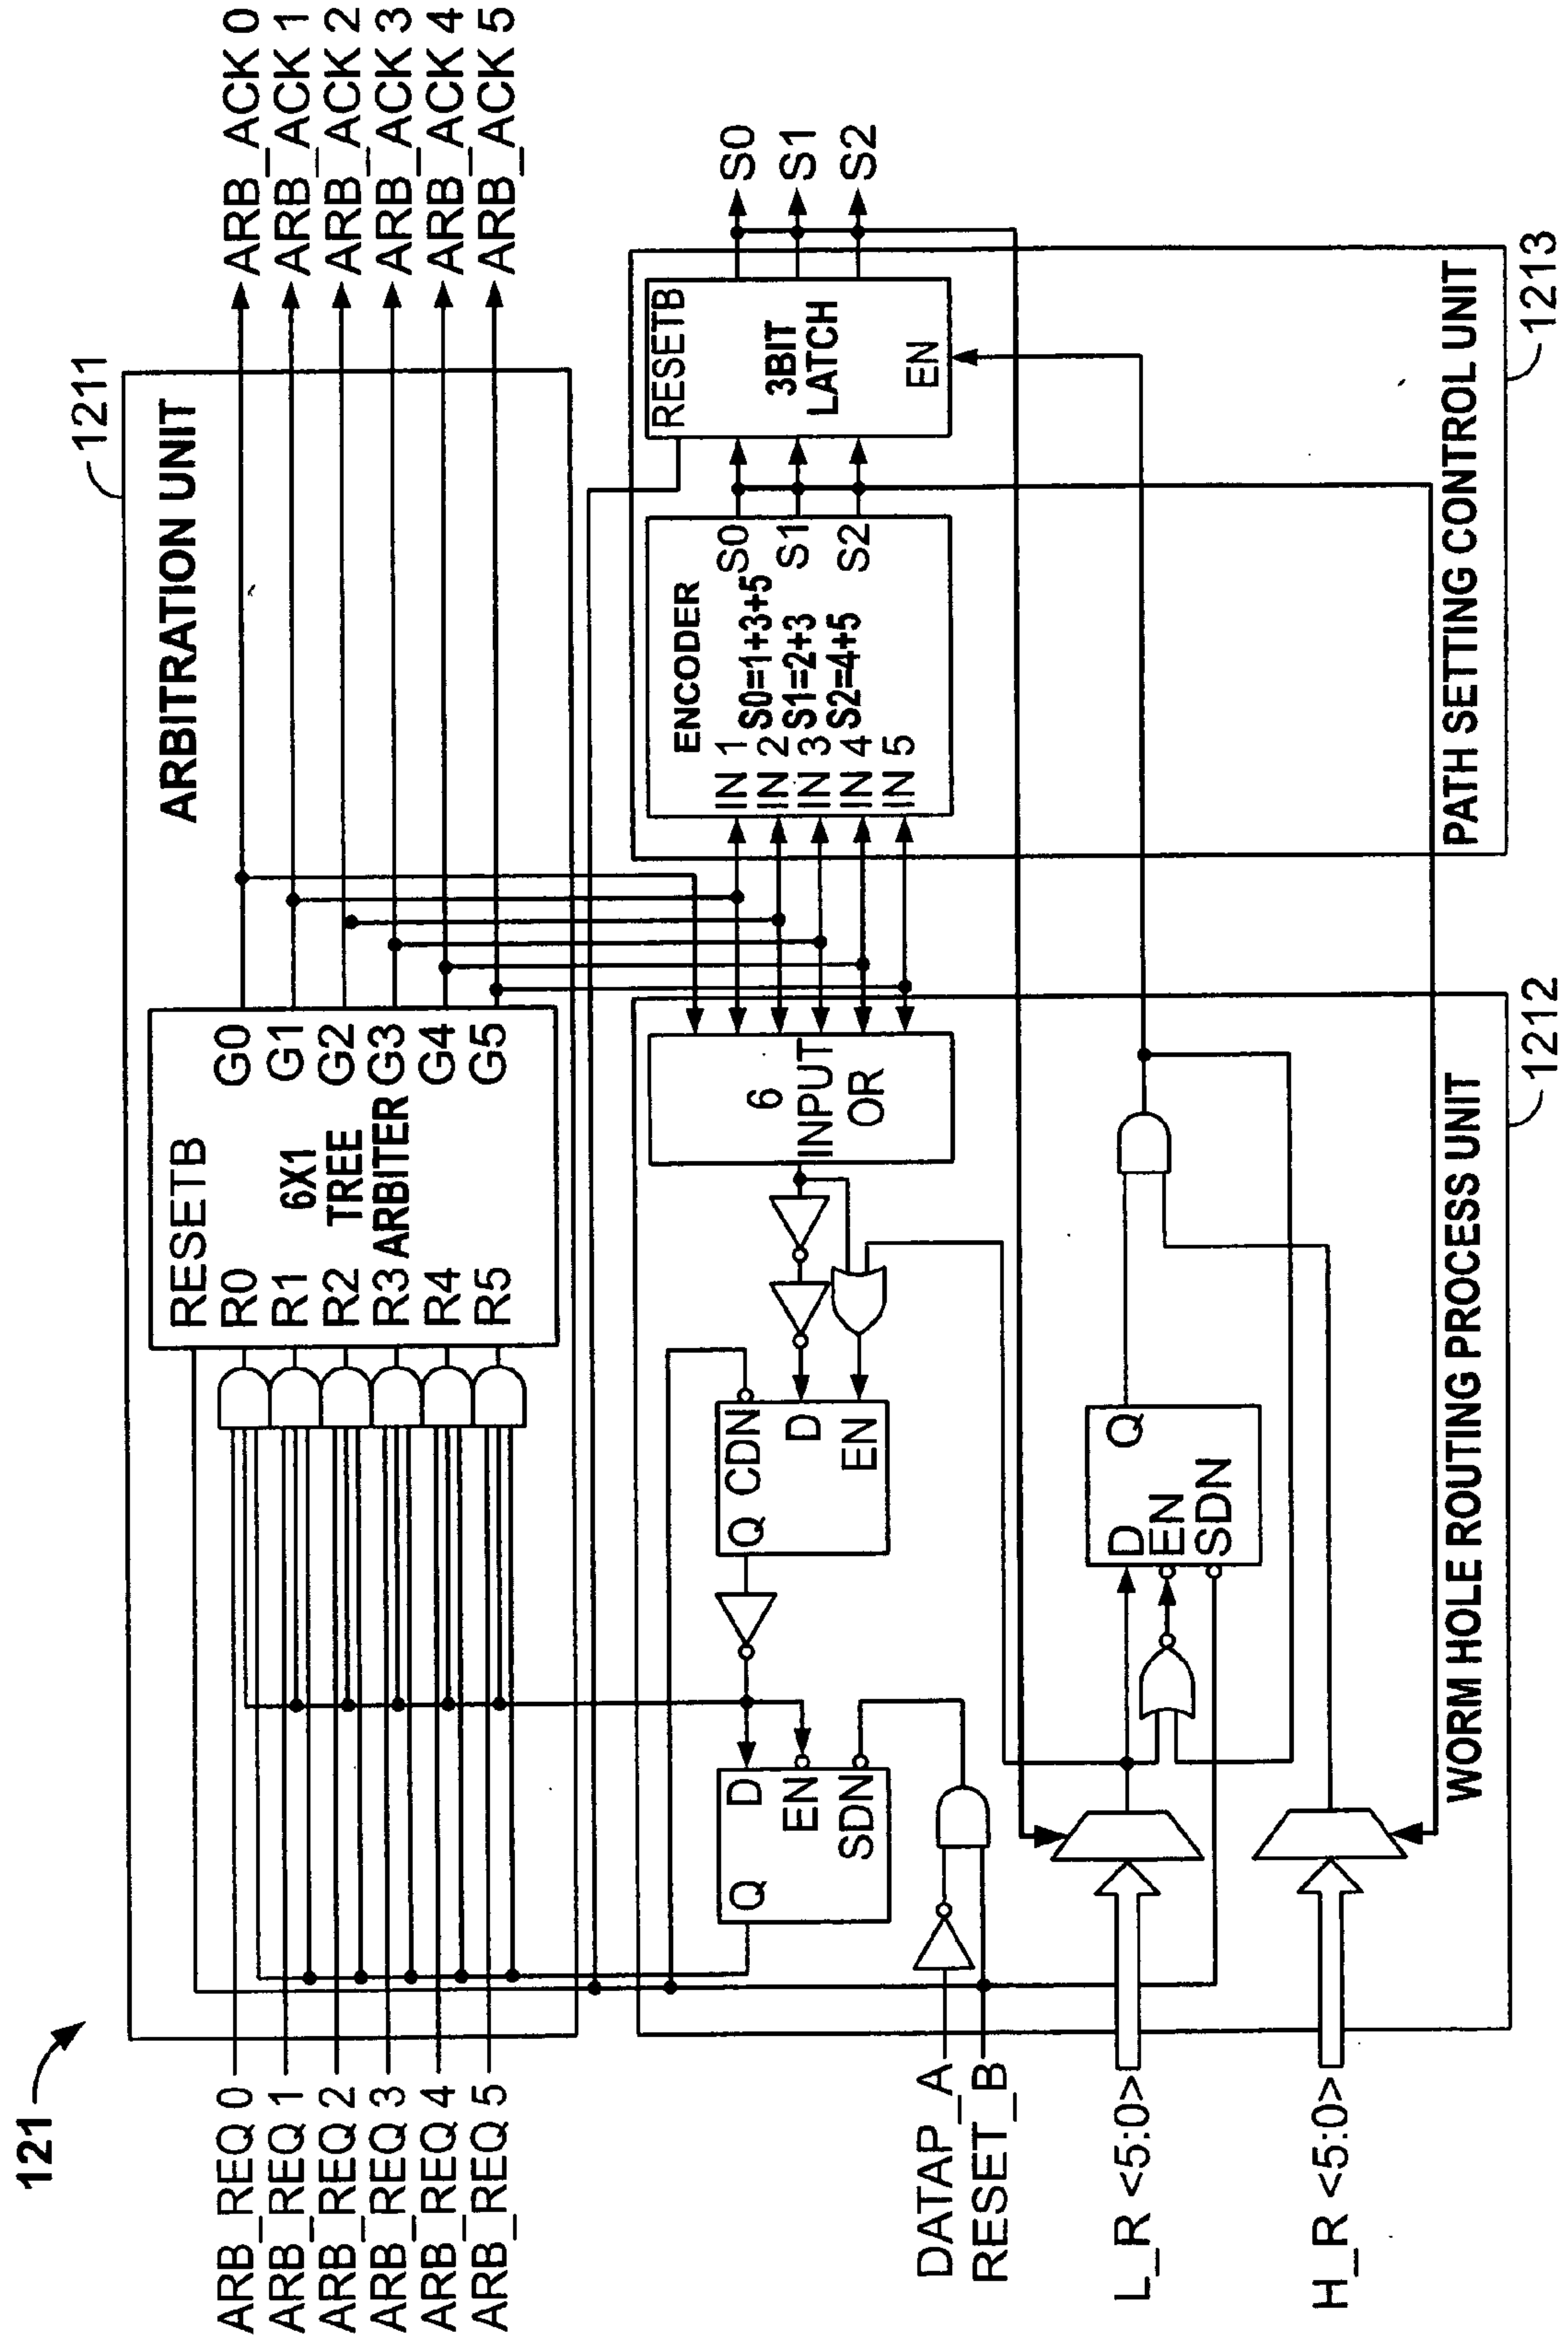 121
1211
ARBITRATION UNIT
ARB_REQ 0
ARB_REQ 1
ARB_REQ 2
ARB_REQ 3
ARB_REQ 4
ARB_REQ 5
RESETB
R0
R1
R2
R3
R4
R5
6X1
TREE
ARBITER
G0
G1
G2
G3
G4
G5
ARB_ACK 0
ARB_ACK 1
ARB_ACK 2
ARB_ACK 3
ARB_ACK 4
ARB_ACK 5
Q
D
EN
SDN
Q
CDN
D
EN
6
INPUT
OR
ENCODER
IN 1
IN 2
IN 3
IN 4
IN 5
S0=1+3+5
S1=2+3
S2=4+5
S0
S1
S2
RESETB
3BIT
LATCH
EN
S0
S1
S2
DATAP_A
RESET_B
L_R <5:0>
H_R <5:0>
D
EN
SDN
Q
WORM HOLE ROUTING PROCESS UNIT
1212
PATH SETTING CONTROL UNIT
1213